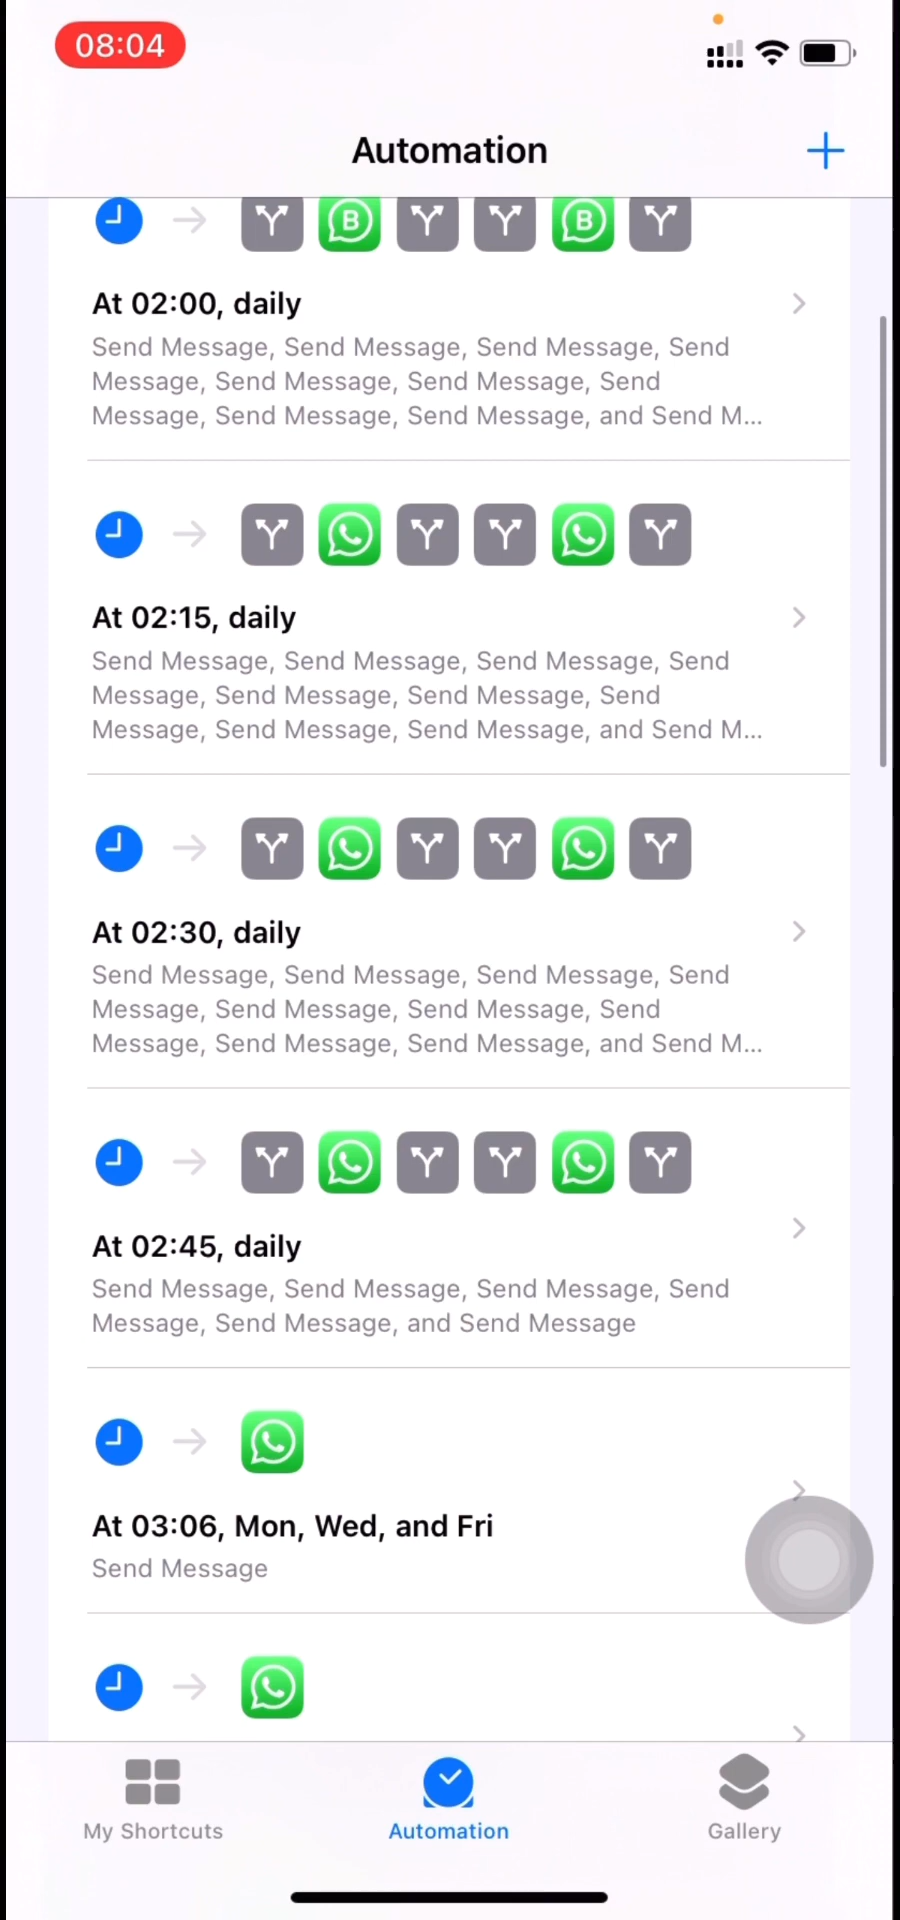 08:04
Automation
At 02:00, daily
Send Message, Send Message, Send Message, Send
Message, Send Message, Send Message, Send
Message, Send Message, Send Message, and Send M...
At 02:15, daily
Send Message, Send Message, Send Message, Send
Message, Send Message, Send Message, Send
Message, Send Message, Send Message, and Send M...
At 02:30, daily
Send Message, Send Message, Send Message, Send
Message, Send Message, Send Message, Send
Message, Send Message, Send Message, and Send M...
At 02:45, daily
Send Message, Send Message, Send Message, Send
Message, Send Message, and Send Message
At 03:06, Mon, Wed, and Fri
Send Message
My Shortcuts
Automation
Gallery